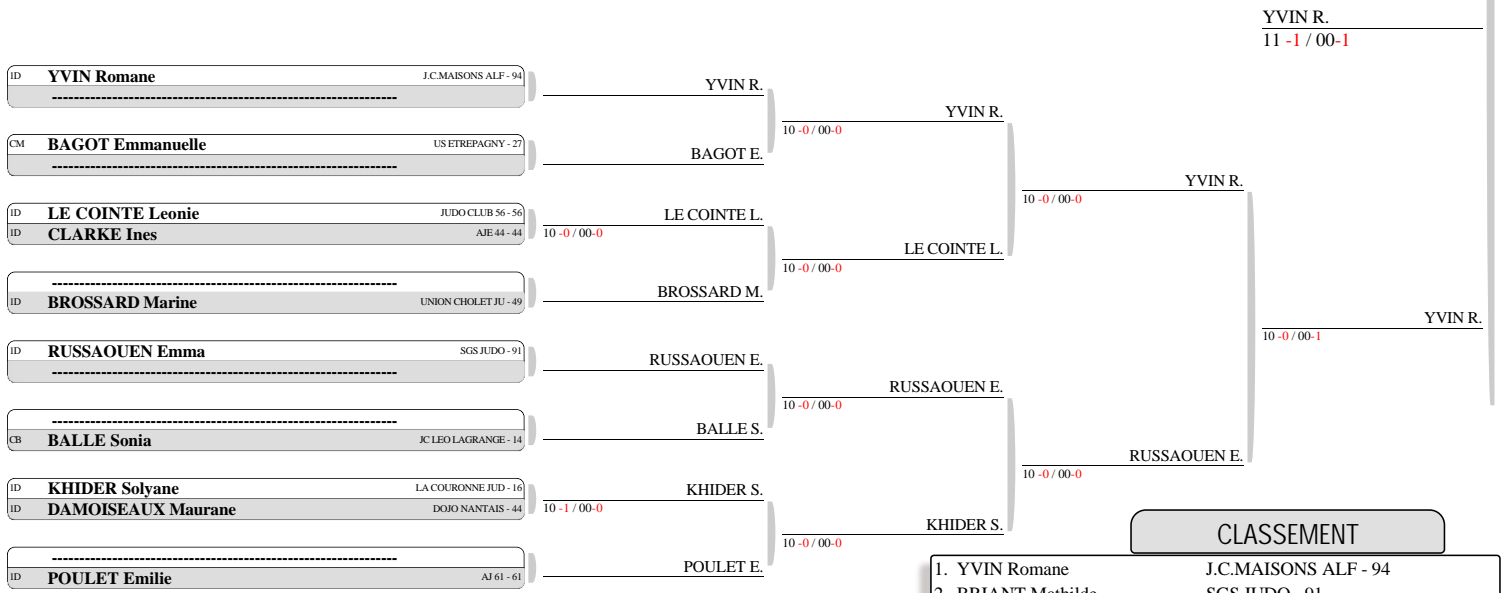 YVIN R.
11 -1 / 00-1
ID YVIN Romane J.C.MAISONS ALF - 94
---------------------------------------------------------------
CM BAGOT Emmanuelle US ETREPAGNY - 27
---------------------------------------------------------------
ID LE COINTE Leonie JUDO CLUB 56 - 56
ID CLARKE Ines AJE 44 - 44
---------------------------------------------------------------
ID BROSSARD Marine UNION CHOLET JU - 49
ID RUSSAOUEN Emma SGS JUDO - 91
---------------------------------------------------------------
---------------------------------------------------------------
CB BALLE Sonia JC LEO LAGRANGE - 14
ID KHIDER Solyane LA COURONNE JUD - 16
ID DAMOISEAUX Maurane DOJO NANTAIS - 44
---------------------------------------------------------------
ID POULET Emilie AJ 61 - 61
YVIN R.
BAGOT E.
LE COINTE L.
10 -0 / 00-0
BROSSARD M.
RUSSAOUEN E.
BALLE S.
KHIDER S.
10 -1 / 00-0
POULET E.
YVIN R.
10 -0 / 00-0
LE COINTE L.
10 -0 / 00-0
RUSSAOUEN E.
10 -0 / 00-0
KHIDER S.
10 -0 / 00-0
YVIN R.
10 -0 / 00-0
RUSSAOUEN E.
10 -0 / 00-0
YVIN R.
10 -0 / 00-1
CLASSEMENT
1. YVIN Romane J.C.MAISONS ALF - 94
2. BRIANT Mathilde SGS JUDO - 91